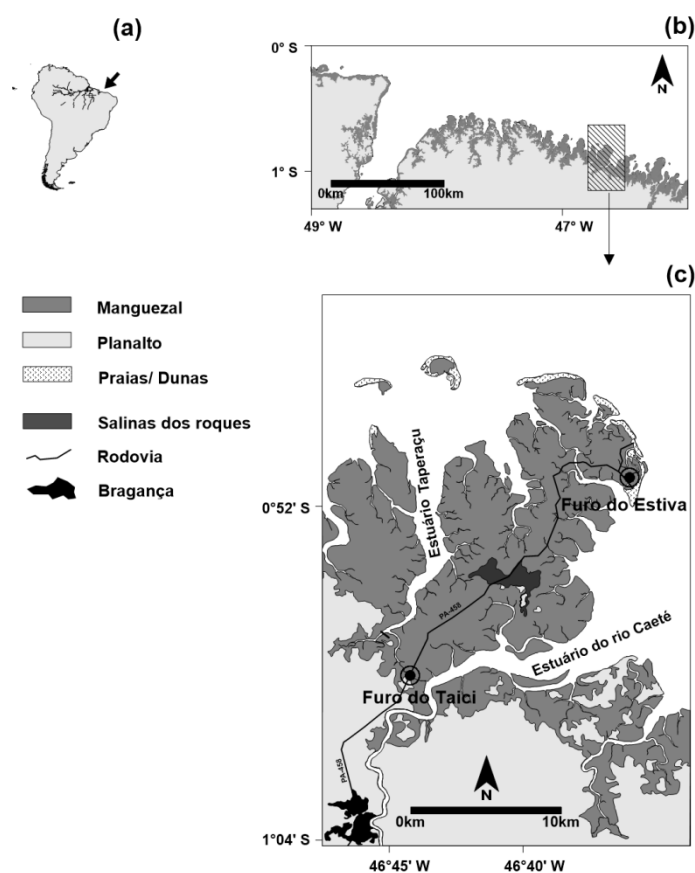 (a)
(b)
0° S
N
1° S
0km 100km
49° W 47° W
(c)
Manguezal
Planalto
Praias/ Dunas
Salinas dos roques
Rodovia
Bragança
Estuário Taperaçu
0° 52' S
Furo do Estiva
PA-458
Estuário do rio Caeté
Furo do Taici
PA-458
N
0km 10km
1° 04' S
46° 45' W 46° 40' W